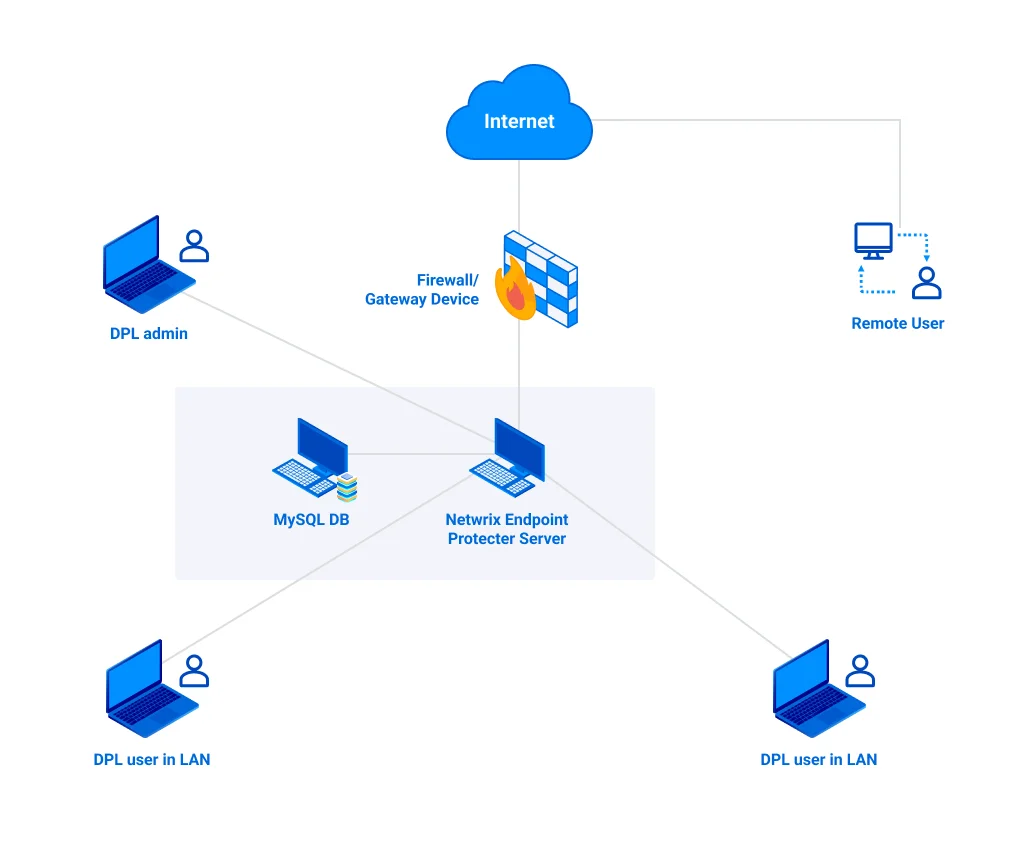 Internet
Firewall/
Gateway Device
DPL admin
Remote User
MySQL DB
Netwrix Endpoint
Protecter Server
DPL user in LAN
DPL user in LAN